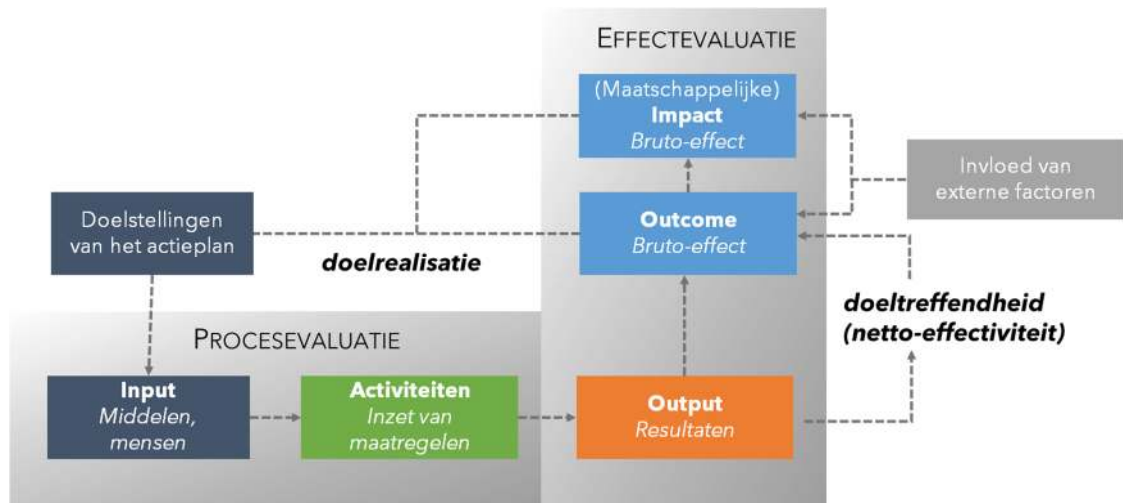 EFFECTEVALUATIE
(Maatschappelijke)
Impact
Bruto-effect
Invloed van
externe factoren
Doelstellingen
van het actieplan
Outcome
Bruto-effect
doelrealisatie
doeltreffendheid
(netto-effectiviteit)
PROCESEVALUATIE
Input
Middelen,
mensen
Activiteiten
Inzet van
maatregelen
Output
Resultaten